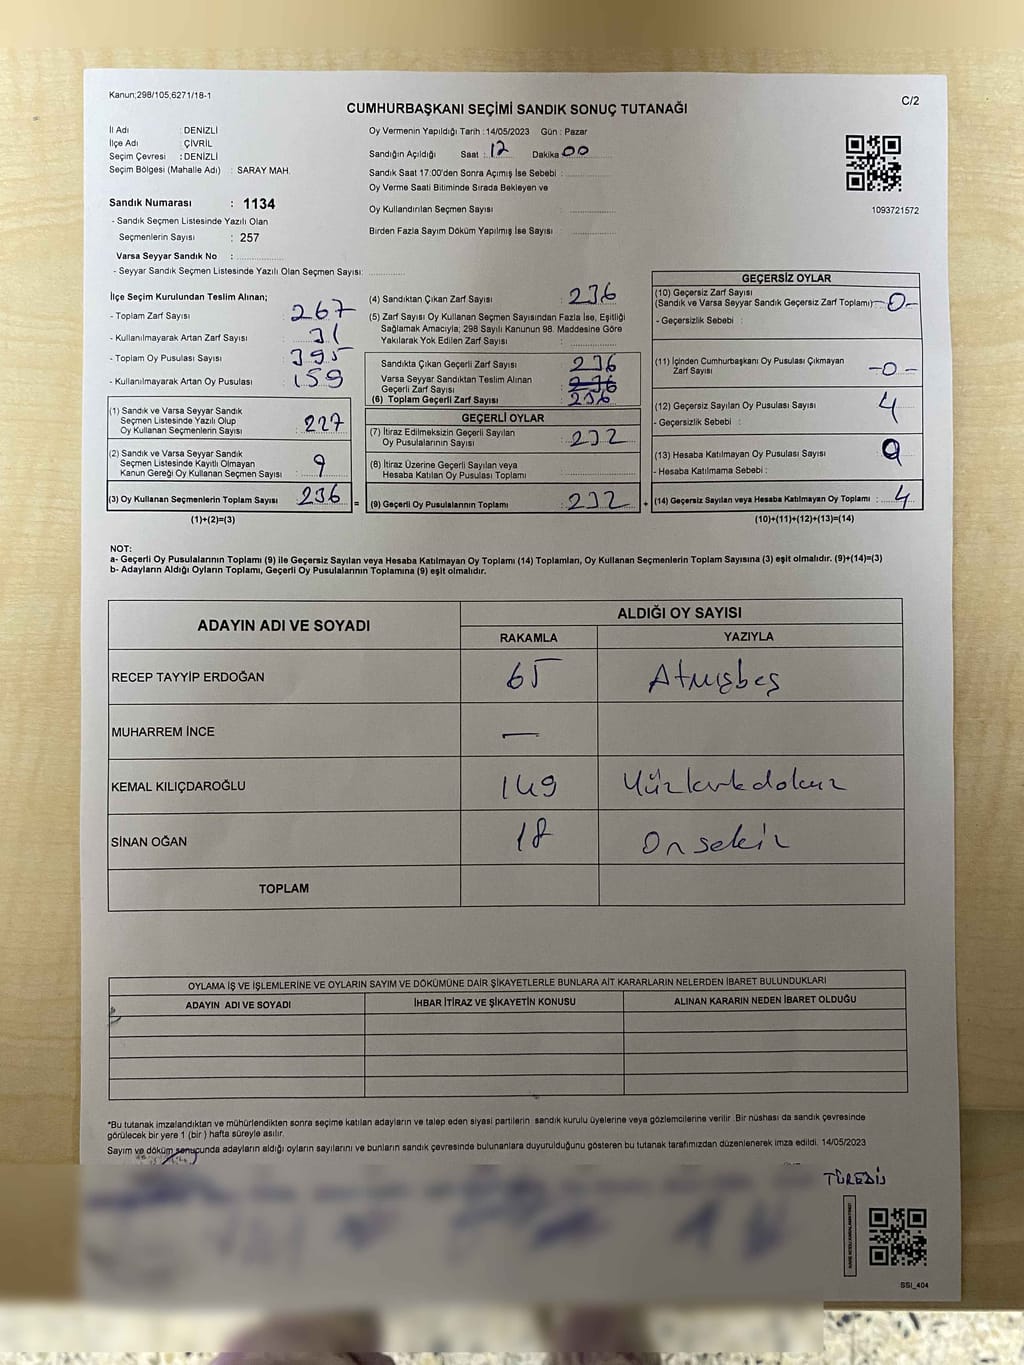 Kanun;298/105,6271/18-1
CUMHURBAŞKANI SEÇİMİ SANDIK SONUÇ TUTANAĞI
C/2
İl Adı : DENİZLİ
İlçe Adı : ÇİVRİL
Seçim Çevresi : DENİZLİ
Seçim Bölgesi (Mahalle Adı) : SARAY MAH.
Sandık Numarası : 1134
- Sandık Seçmen Listesinde Yazılı Olan
Seçmenlerin Sayısı : 257
Varsa Seyyar Sandık No :
- Seyyar Sandık Seçmen Listesinde Yazılı Olan Seçmen Sayısı:
Oy Vermenin Yapıldığı Tarih : 14/05/2023 Gün : Pazar
Sandığın Açıldığı Saat : 12 Dakika 00
Sandık Saat 17:00'den Sonra Açımış İse Sebebi :
Oy Verme Saati Bitiminde Sırada Bekleyen ve
Oy Kullandırılan Seçmen Sayısı :
Birden Fazla Sayım Döküm Yapılmış İse Sayısı :
1093721572
İlçe Seçim Kurulundan Teslim Alınan;
- Toplam Zarf Sayısı : 267
- Kullanılmayarak Artan Zarf Sayısı : 31
- Toplam Oy Pusulası Sayısı : 395
- Kullanılmayarak Artan Oy Pusulası : 159
(1) Sandık ve Varsa Seyyar Sandık
Seçmen Listesinde Yazılı Olup
Oy Kullanan Seçmenlerin Sayısı : 227
(2) Sandık ve Varsa Seyyar Sandık
Seçmen Listesinde Kayıtlı Olmayan
Kanun Gereği Oy Kullanan Seçmen Sayısı : 9
(3) Oy Kullanan Seçmenlerin Toplam Sayısı : 236 =
(1)+(2)=(3)
(4) Sandıktan Çıkan Zarf Sayısı : 236
(5) Zarf Sayısı Oy Kullanan Seçmen Sayısından Fazla İse, Eşitliği
Sağlamak Amacıyla; 298 Sayılı Kanunun 98. Maddesine Göre
Yakılarak Yok Edilen Zarf Sayısı :
Sandıkta Çıkan Geçerli Zarf Sayısı : 236
Varsa Seyyar Sandıktan Teslim Alınan
Geçerli Zarf Sayısı : 236
(6) Toplam Geçerli Zarf Sayısı : 236
GEÇERLİ OYLAR
(7) İtiraz Edilmeksizin Geçerli Sayılan
Oy Pusulalarının Sayısı : 232
(8) İtiraz Üzerine Geçerli Sayılan veya
Hesaba Katılan Oy Pusulası Toplamı :
(9) Geçerli Oy Pusulalarının Toplamı : 232 +
GEÇERSİZ OYLAR
(10) Geçersiz Zarf Sayısı
(Sandık ve Varsa Seyyar Sandık Geçersiz Zarf Toplamı) -0-
- Geçersizlik Sebebi :
(11) İçinden Cumhurbaşkanı Oy Pusulası Çıkmayan
Zarf Sayısı -0-
(12) Geçersiz Sayılan Oy Pusulası Sayısı : 4
- Geçersizlik Sebebi :
(13) Hesaba Katılmayan Oy Pusulası Sayısı :
- Hesaba Katılmama Sebebi :
(14) Geçersiz Sayılan veya Hesaba Katılmayan Oy Toplamı : 4
(10)+(11)+(12)+(13)=(14)
NOT:
a- Geçerli Oy Pusulalarının Toplamı (9) ile Geçersiz Sayılan veya Hesaba Katılmayan Oy Toplamı (14) Toplamları, Oy Kullanan Seçmenlerin Toplam Sayısına (3) eşit olmalıdır. (9)+(14)=(3)
b- Adayların Aldığı Oyların Toplamı, Geçerli Oy Pusulalarının Toplamına (9) eşit olmalıdır.
ADAYIN ADI VE SOYADI ALDIĞI OY SAYISI
RAKAMLA YAZIYLA
RECEP TAYYİP ERDOĞAN 65 Atmışbeş
MUHARREM İNCE —
KEMAL KILIÇDAROĞLU 149 Yüzkırkdokuz
SİNAN OĞAN 18 Onsekiz
TOPLAM
OYLAMA İŞ VE İŞLEMLERİNE VE OYLARIN SAYIM VE DÖKÜMÜNE DAİR ŞİKAYETLERLE BUNLARA AİT KARARLARIN NELERDEN İBARET BULUNDUKLARI
ADAYIN ADI VE SOYADI İHBAR İTİRAZ VE ŞİKAYETİN KONUSU ALINAN KARARIN NEDEN İBARET OLDUĞU
*Bu tutanak imzalandıktan ve mühürlendikten sonra seçime katılan adayların ve talep eden siyasi partilerin sandık kurulu üyelerine veya gözlemcilerine verilir .Bir nüshası da sandık çevresinde
görülecek bir yere 1 (bir ) hafta süreyle asılır.
Sayım ve döküm sonucunda adayların aldığı oyların sayılarını ve bunların sandık çevresinde bulunanlara duyurulduğunu gösteren bu tutanak tarafımızdan düzenlenerek imza edildi. 14/05/2023
TÜREDİ
SSI_404